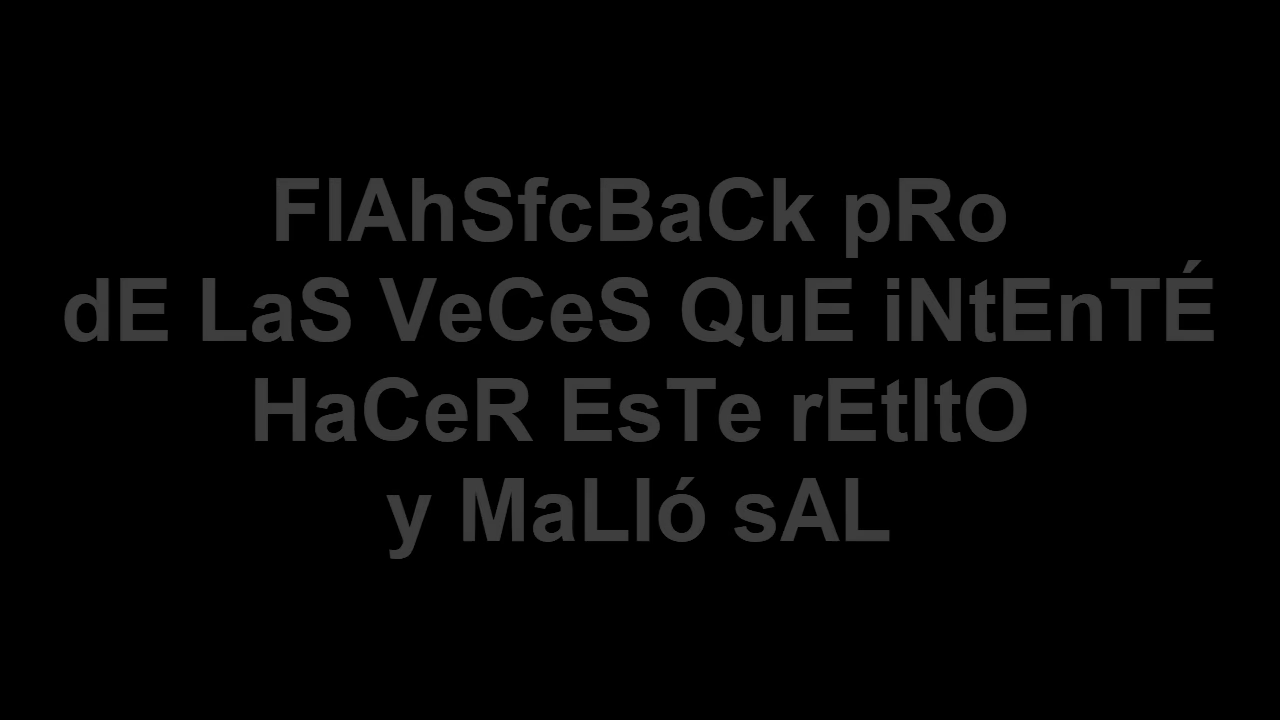 FlAhSfcBaCk pRo
dE LaS VeCeS QuE iNtEnTÉ
HaCeR EsTe rEtItO
y MaLló sAL